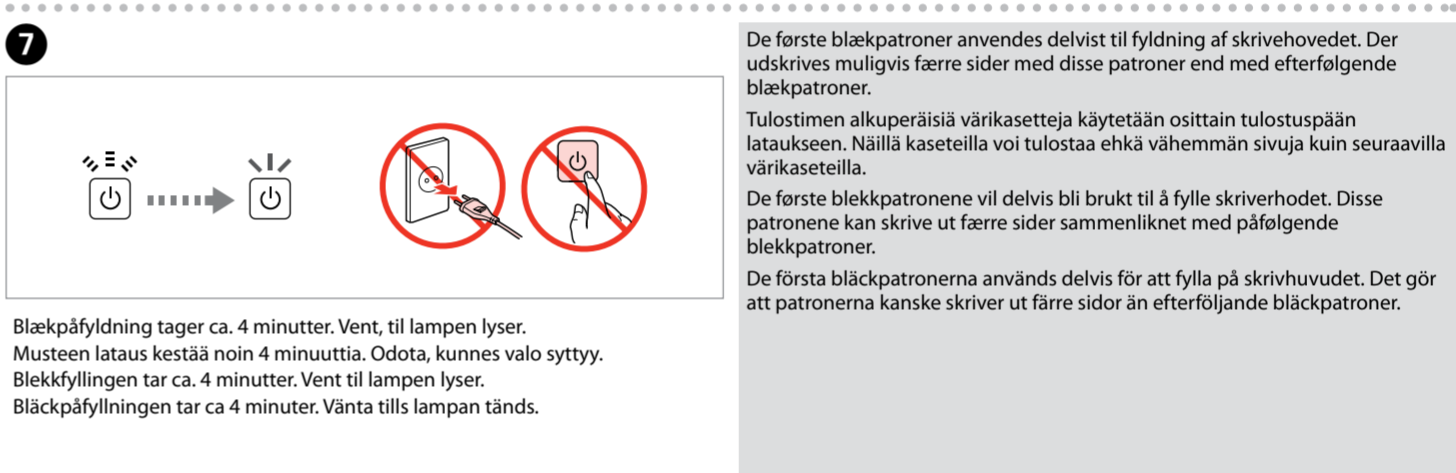 7
Blækpåfyldning tager ca. 4 minutter. Vent, til lampen lyser.
Musteen lataus kestää noin 4 minuuttia. Odota, kunnes valo syttyy.
Blekkfyllingen tar ca. 4 minutter. Vent til lampen lyser.
Bläckpåfyllningen tar ca 4 minuter. Vänta tills lampan tänds.
De første blækpatroner anvendes delvist til fyldning af skrivehovedet. Der
udskrives muligvis færre sider med disse patroner end med efterfølgende
blækpatroner.
Tulostimen alkuperäisiä värikasetteja käytetään osittain tulostuspään
lataukseen. Näillä kaseteilla voi tulostaa ehkä vähemmän sivuja kuin seuraavilla
värikaseteilla.
De første blekkpatronene vil delvis bli brukt til å fylle skriverhodet. Disse
patronene kan skrive ut færre sider sammenliknet med påfølgende
blekkpatroner.
De första bläckpatronerna används delvis för att fylla på skrivhuvudet. Det gör
att patronerna kanske skriver ut färre sidor än efterföljande bläckpatroner.